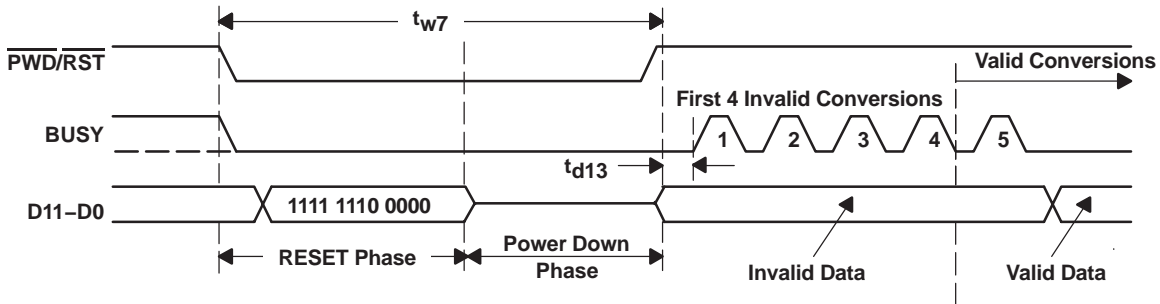 tw7
PWD/RST
Valid Conversions
First 4 Invalid Conversions
BUSY
1 2 3 4 5
td13
D11–D0
1111 1110 0000
RESET Phase
Power Down
Phase
Invalid Data
Valid Data